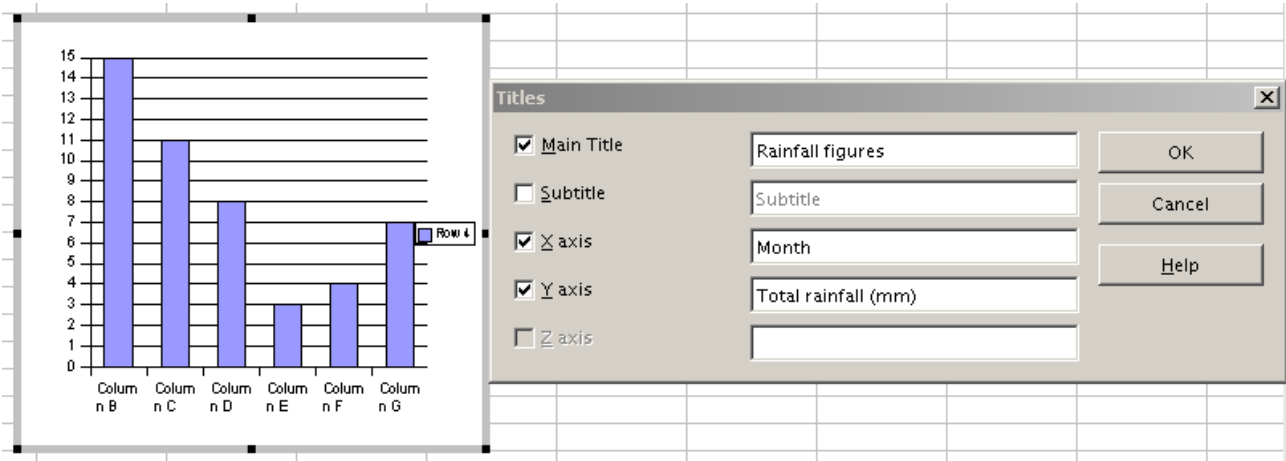 15
14
13
12
11
10
9
8
7
6
5
4
3
2
1
0
Colum Colum Colum Colum Colum Colum
n B n C n D n E n F n G
Row 4
Titles
Main Title Rainfall figures OK
Subtitle Subtitle Cancel
X axis Month
Help
Y axis Total rainfall (mm)
Z axis